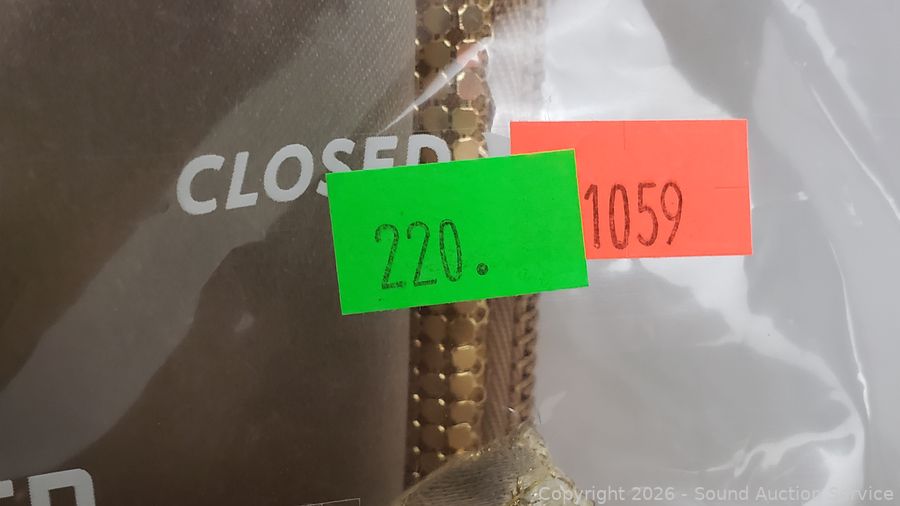 CLOSED
220.
1059
Copyright 2026 - Sound Auction Service